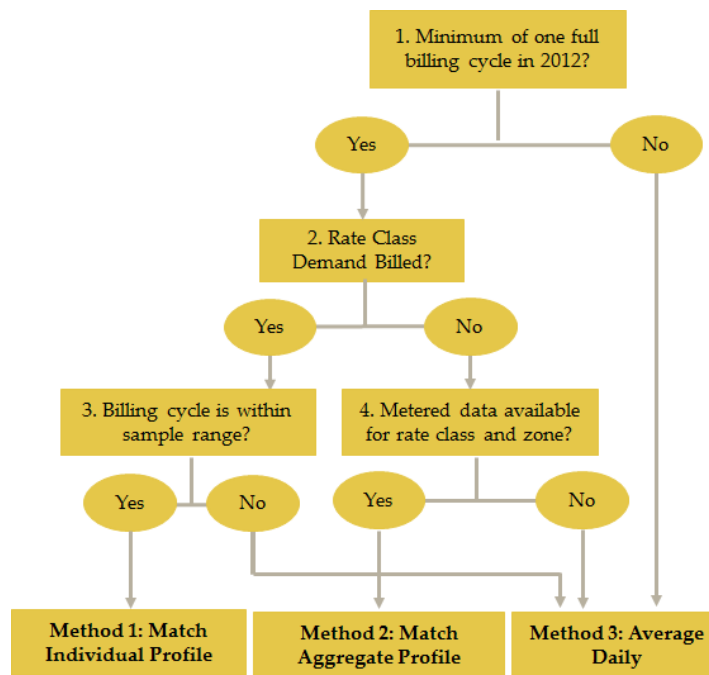 1. Minimum of one full
billing cycle in 2012?
Yes
No
2. Rate Class
Demand Billed?
Yes
No
3. Billing cycle is within
sample range?
4. Metered data available
for rate class and zone?
Yes
No
Yes
No
Method 1: Match
Individual Profile
Method 2: Match
Aggregate Profile
Method 3: Average
Daily